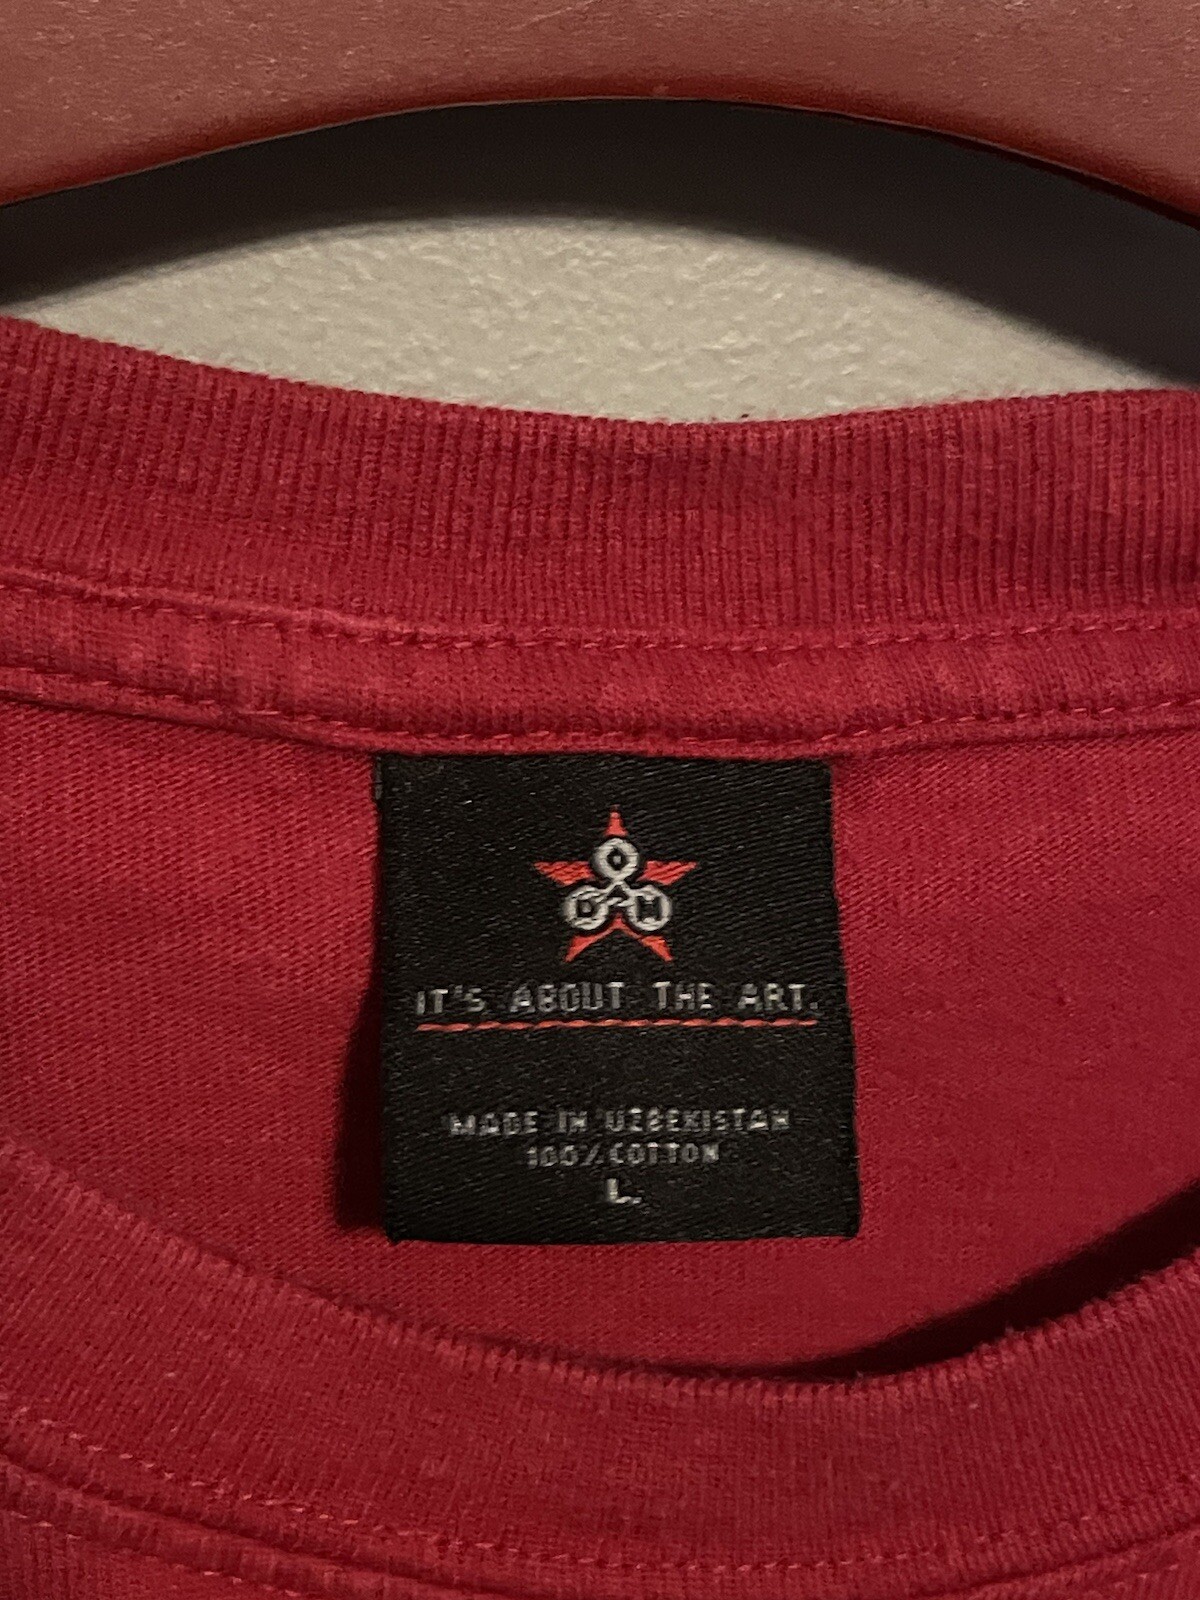 O
D M
IT'S ABOUT THE ART.
MADE IN UZBEKISTAN
100% COTTON
L.